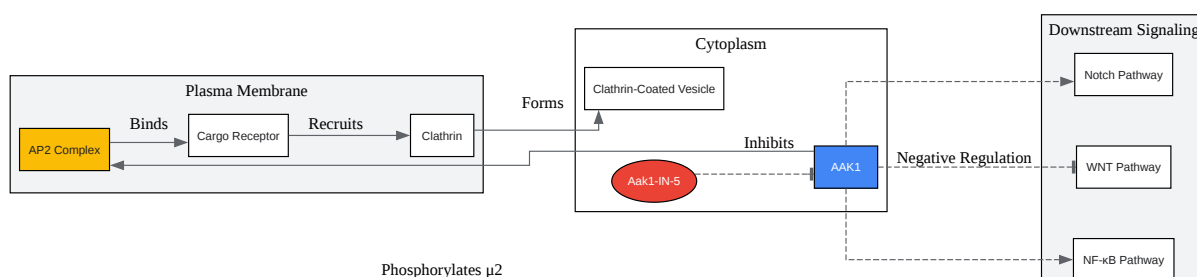 Downstream Signaling
Cytoplasm
Notch Pathway
Plasma Membrane
Clathrin-Coated Vesicle
Forms
Binds
Recruits
AP2 Complex
Cargo Receptor
Clathrin
Inhibits
Negative Regulation
Aak1-IN-5
AAK1
WNT Pathway
NF-κB Pathway
Phosphorylates μ2